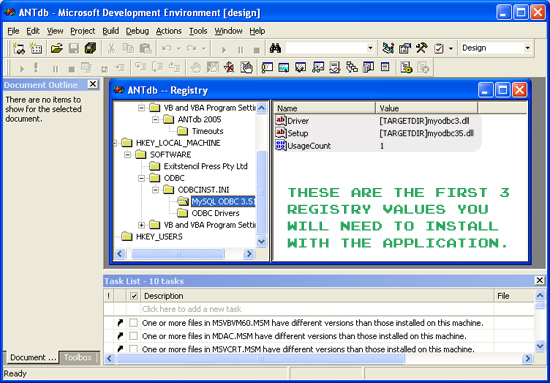 ANTdb - Microsoft Development Environment [design]
File Edit View Project Build Debug Actions Tools Window Help
Design
Document Outline
There are no items to
show for the selected
document.
ANTdb -- Registry
VB and VBA Program Settin
ANTdb 2005
Timeouts
HKEY_LOCAL_MACHINE
SOFTWARE
Exitstencil Press Pty Ltd
ODBC
ODBCINST.INI
MySQL ODBC 3.51
ODBC Drivers
VB and VBA Program Settin
HKEY_USERS
Name Value
Driver [TARGETDIR]myodbc3.dll
Setup [TARGETDIR]myodbc35.dll
UsageCount 1
THESE ARE THE FIRST 3
REGISTRY VALUES YOU
WILL NEED TO INSTALL
WITH THE APPLICATION.
Task List - 10 tasks
! Description File
Click here to add a new task
One or more files in MSVBVM60.MSM have different versions than those installed on this machine.
One or more files in MDAC.MSM have different versions than those installed on this machine.
One or more files in MSVCRT.MSM have different versions than those installed on this machine.
Document ... Toolbox
Ready